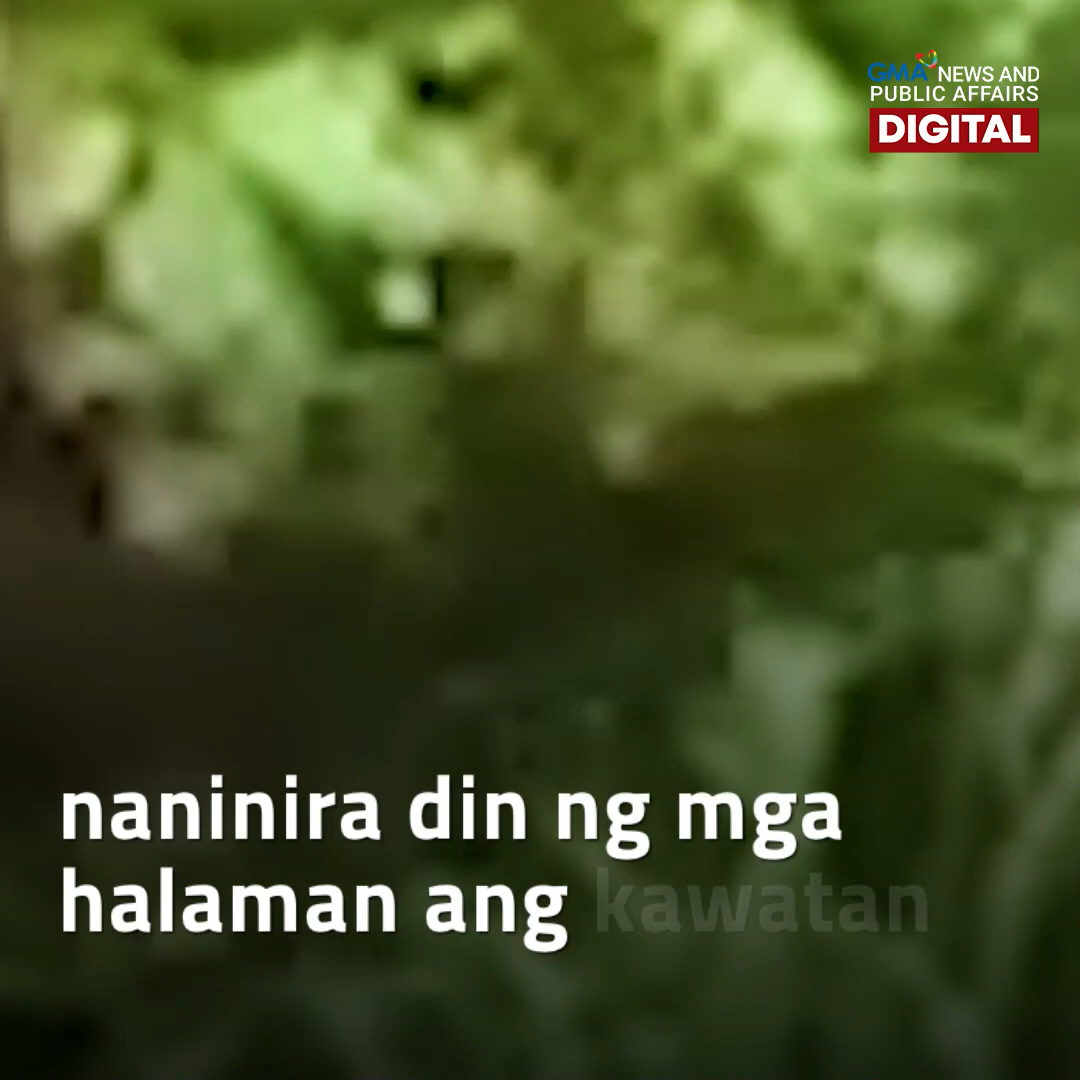 GMA NEWS AND
PUBLIC AFFAIRS
DIGITAL
naninira din ng mga
halaman ang kawatan